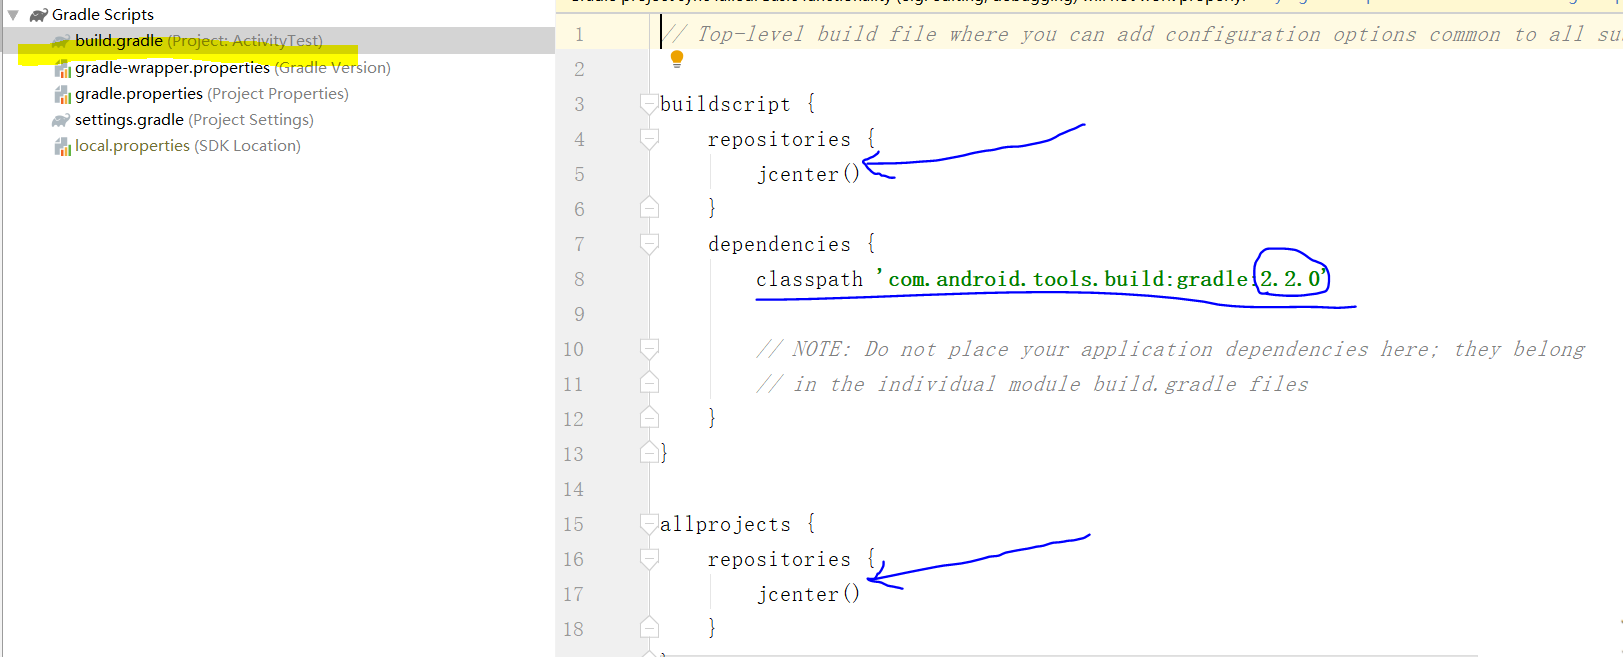 Gradle Scripts
build.gradle (Project: ActivityTest)
gradle-wrapper.properties (Gradle Version)
gradle.properties (Project Properties)
settings.gradle (Project Settings)
local.properties (SDK Location)
1 // Top-level build file where you can add configuration options common to all su
2
3 buildscript {
4 repositories {
5 jcenter()
6 }
7 dependencies {
8 classpath 'com.android.tools.build:gradle:2.2.0'
9
10 // NOTE: Do not place your application dependencies here; they belong
11 // in the individual module build.gradle files
12 }
13 }
14
15 allprojects {
16 repositories {
17 jcenter()
18 }